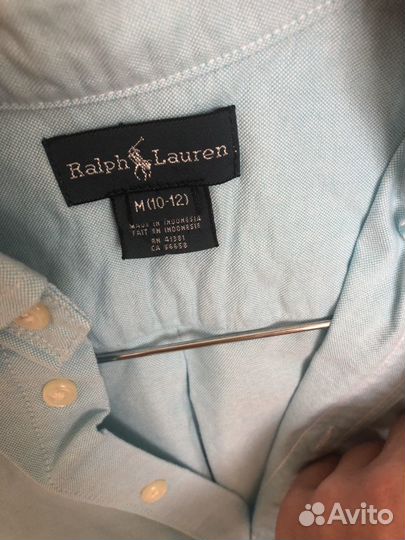 Ralph Lauren
M(10-12)
MADE IN INDONESIA
FAIT EN INDONESIE
RN 41381
CA 56658
Avito